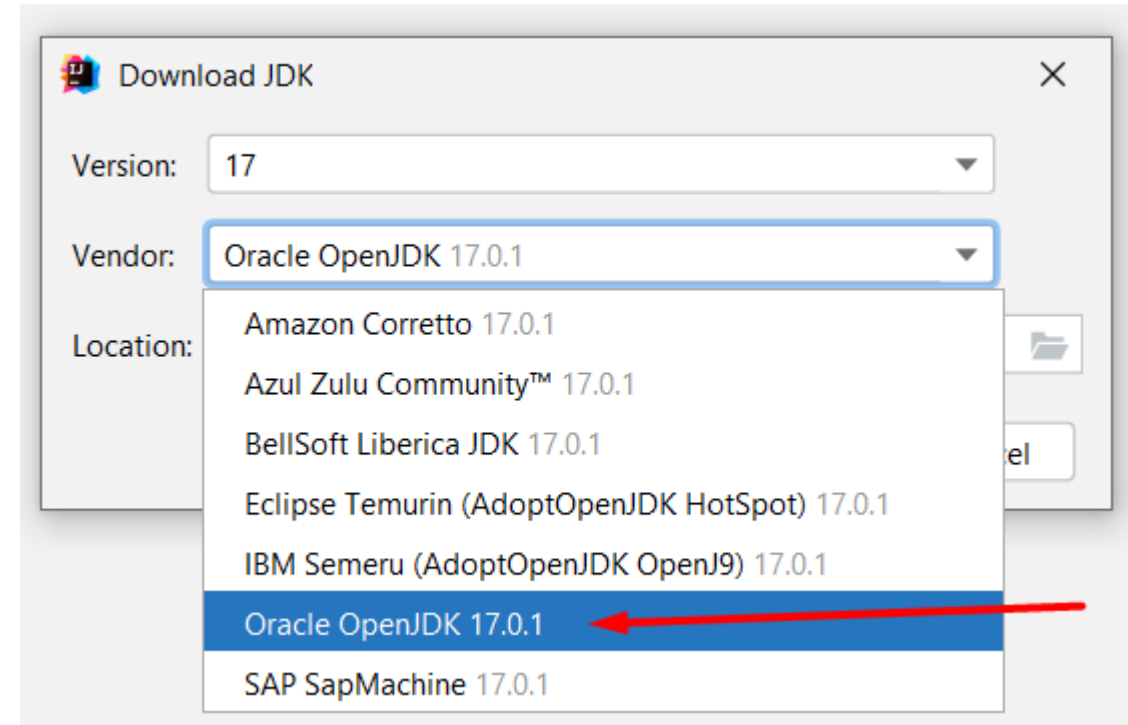 Download JDK
Version: 17
Vendor: Oracle OpenJDK 17.0.1
Location:
Amazon Corretto 17.0.1
Azul Zulu Community™ 17.0.1
BellSoft Liberica JDK 17.0.1
Eclipse Temurin (AdoptOpenJDK HotSpot) 17.0.1
IBM Semeru (AdoptOpenJDK OpenJ9) 17.0.1
Oracle OpenJDK 17.0.1
SAP SapMachine 17.0.1